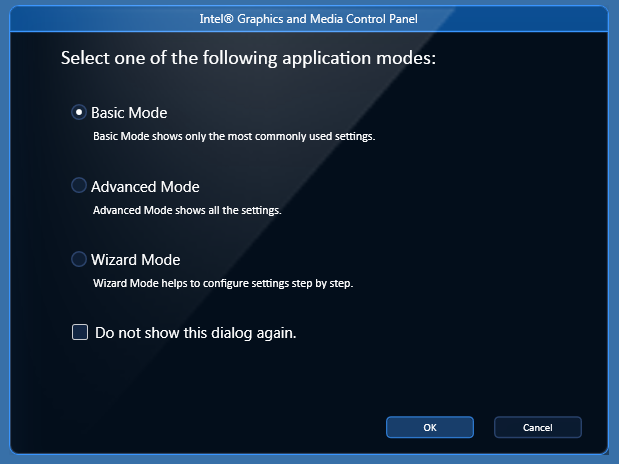 Intel® Graphics and Media Control Panel
Select one of the following application modes:
Basic Mode
Basic Mode shows only the most commonly used settings.
Advanced Mode
Advanced Mode shows all the settings.
Wizard Mode
Wizard Mode helps to configure settings step by step.
Do not show this dialog again.
OK Cancel